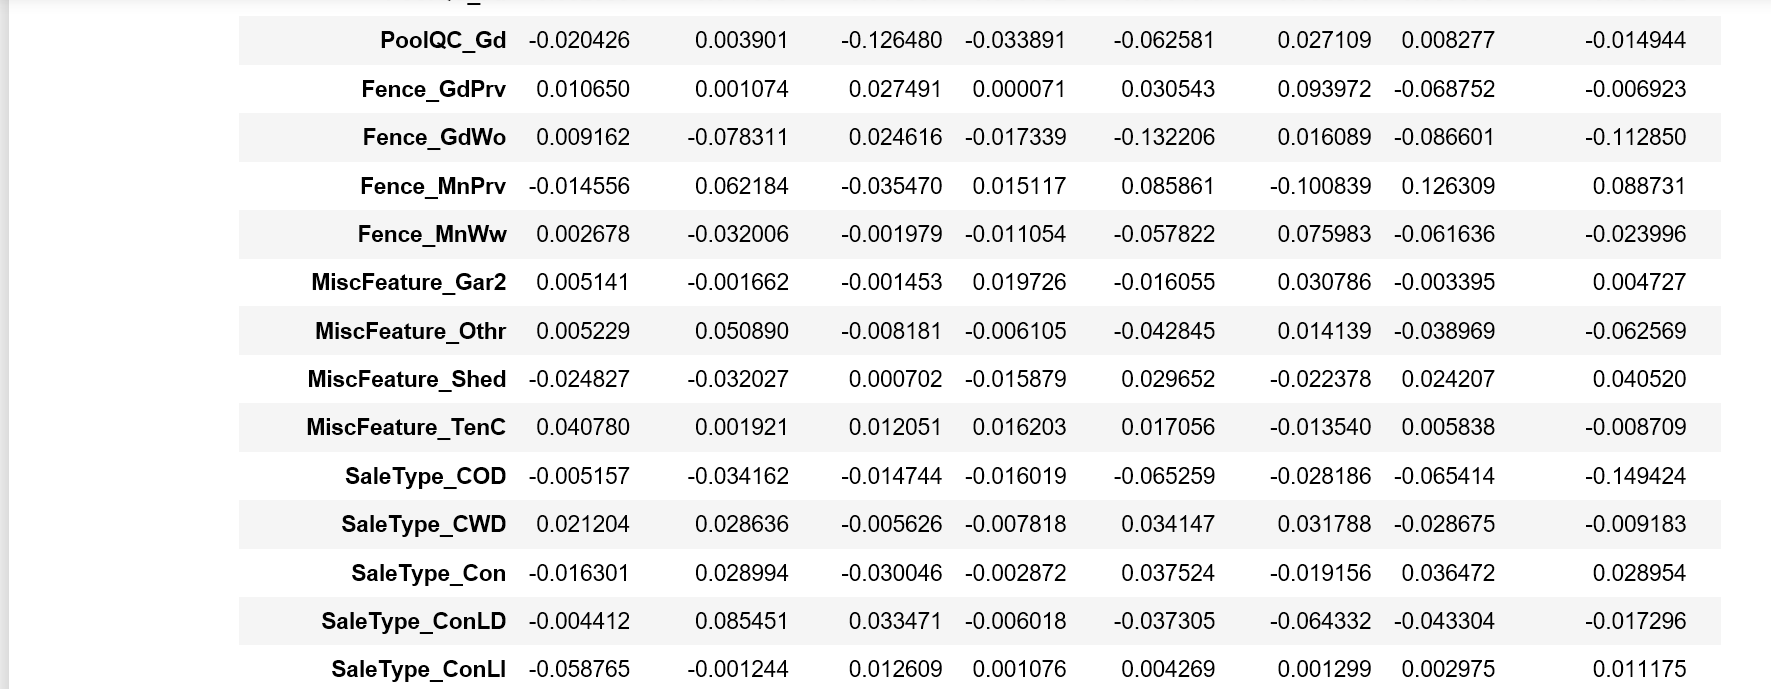 PoolQC_Gd -0.020426 0.003901 -0.126480 -0.033891 -0.062581 0.027109 0.008277 -0.014944
Fence_GdPrv 0.010650 0.001074 0.027491 0.000071 0.030543 0.093972 -0.068752 -0.006923
Fence_GdWo 0.009162 -0.078311 0.024616 -0.017339 -0.132206 0.016089 -0.086601 -0.112850
Fence_MnPrv -0.014556 0.062184 -0.035470 0.015117 0.085861 -0.100839 0.126309 0.088731
Fence_MnWw 0.002678 -0.032006 -0.001979 -0.011054 -0.057822 0.075983 -0.061636 -0.023996
MiscFeature_Gar2 0.005141 -0.001662 -0.001453 0.019726 -0.016055 0.030786 -0.003395 0.004727
MiscFeature_Othr 0.005229 0.050890 -0.008181 -0.006105 -0.042845 0.014139 -0.038969 -0.062569
MiscFeature_Shed -0.024827 -0.032027 0.000702 -0.015879 0.029652 -0.022378 0.024207 0.040520
MiscFeature_TenC 0.040780 0.001921 0.012051 0.016203 0.017056 -0.013540 0.005838 -0.008709
SaleType_COD -0.005157 -0.034162 -0.014744 -0.016019 -0.065259 -0.028186 -0.065414 -0.149424
SaleType_CWD 0.021204 0.028636 -0.005626 -0.007818 0.034147 0.031788 -0.028675 -0.009183
SaleType_Con -0.016301 0.028994 -0.030046 -0.002872 0.037524 -0.019156 0.036472 0.028954
SaleType_ConLD -0.004412 0.085451 0.033471 -0.006018 -0.037305 -0.064332 -0.043304 -0.017296
SaleType_ConLI -0.058765 -0.001244 0.012609 0.001076 0.004269 0.001299 0.002975 0.011175